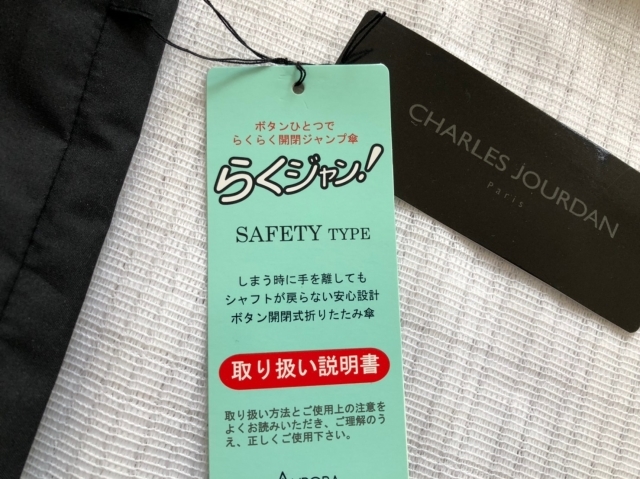 ボタンひとつで
らくらく開閉ジャンプ傘
らくジャン!
SAFETY TYPE
しまう時に手を離しても
シャフトが戻らない安心設計
ボタン開閉式折りたたみ傘
取り扱い説明書
取り扱い方法とご使用上の注意を
よくお読みいただき、ご理解のう
え、正しくご使用下さい。
CHARLES JOURDAN
Paris